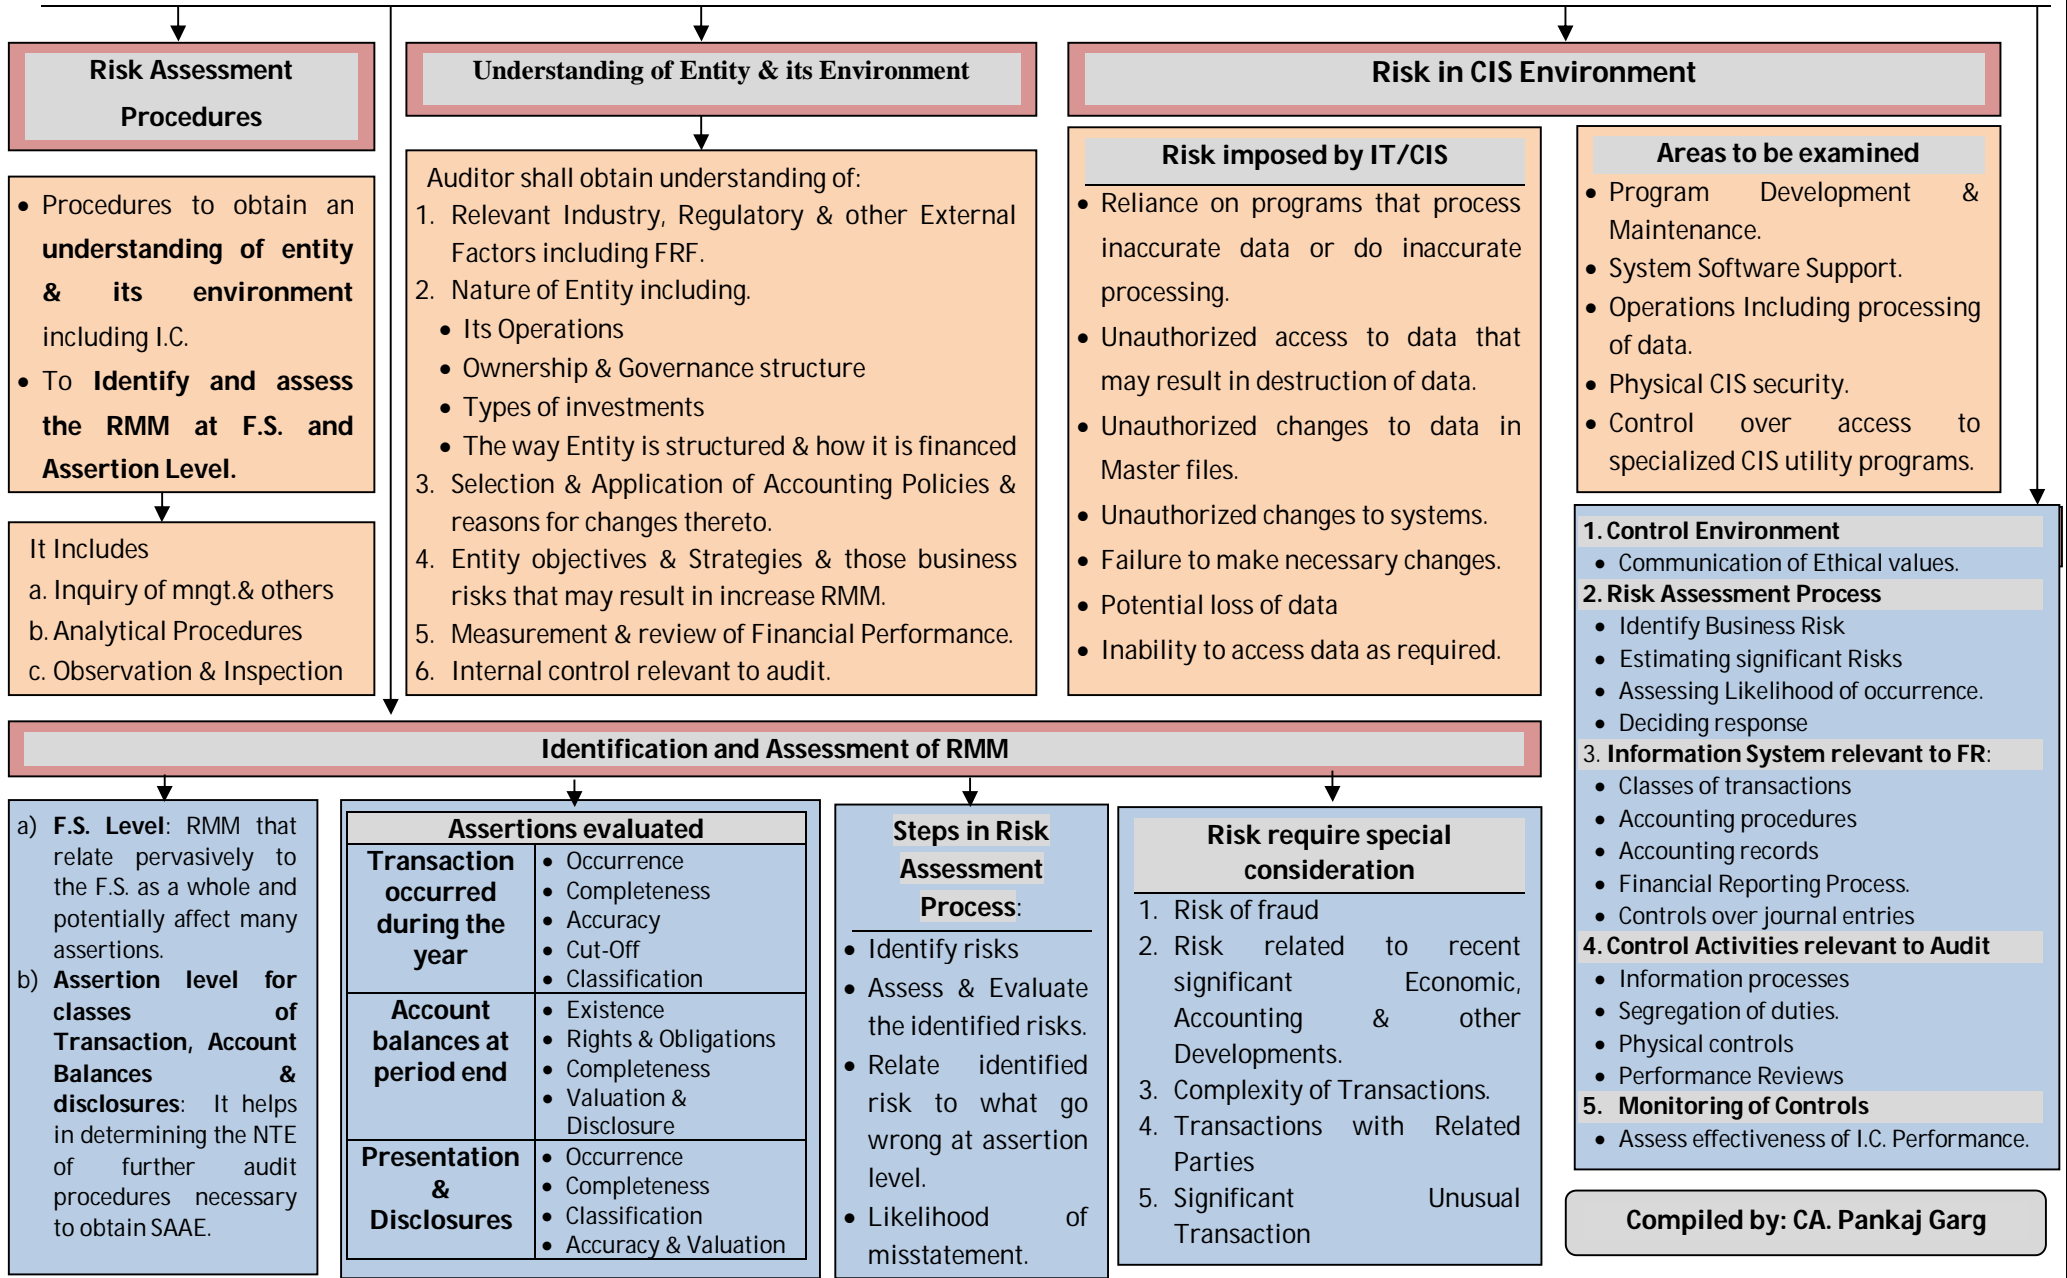 Risk Assessment
Procedures
• Procedures to obtain an
understanding of entity
& its environment
including I.C.
• To Identify and assess
the RMM at F.S. and
Assertion Level.
It Includes
a. Inquiry of mngt.& others
b. Analytical Procedures
c. Observation & Inspection
Understanding of Entity & its Environment
Auditor shall obtain understanding of:
1. Relevant Industry, Regulatory & other External
Factors including FRF.
2. Nature of Entity including.
• Its Operations
• Ownership & Governance structure
• Types of investments
• The way Entity is structured & how it is financed
3. Selection & Application of Accounting Policies &
reasons for changes thereto.
4. Entity objectives & Strategies & those business
risks that may result in increase RMM.
5. Measurement & review of Financial Performance.
6. Internal control relevant to audit.
Risk in CIS Environment
Risk imposed by IT/CIS
• Reliance on programs that process
inaccurate data or do inaccurate
processing.
• Unauthorized access to data that
may result in destruction of data.
• Unauthorized changes to data in
Master files.
• Unauthorized changes to systems.
• Failure to make necessary changes.
• Potential loss of data
• Inability to access data as required.
Areas to be examined
• Program Development &
Maintenance.
• System Software Support.
• Operations Including processing
of data.
• Physical CIS security.
• Control over access to
specialized CIS utility programs.
1. Control Environment
• Communication of Ethical values.
2. Risk Assessment Process
• Identify Business Risk
• Estimating significant Risks
• Assessing Likelihood of occurrence.
• Deciding response
3. Information System relevant to FR:
• Classes of transactions
• Accounting procedures
• Accounting records
• Financial Reporting Process.
• Controls over journal entries
4. Control Activities relevant to Audit
• Information processes
• Segregation of duties.
• Physical controls
• Performance Reviews
5. Monitoring of Controls
• Assess effectiveness of I.C. Performance.
Identification and Assessment of RMM
a) F.S. Level: RMM that
relate pervasively to
the F.S. as a whole and
potentially affect many
assertions.
b) Assertion level for
classes of
Transaction, Account
Balances &
disclosures: It helps
in determining the NTE
of further audit
procedures necessary
to obtain SAAE.
Assertions evaluated
Transaction
occurred
during the
year
• Occurrence
• Completeness
• Accuracy
• Cut-Off
• Classification
Account
balances at
period end
• Existence
• Rights & Obligations
• Completeness
• Valuation &
Disclosure
Presentation
&
Disclosures
• Occurrence
• Completeness
• Classification
• Accuracy & Valuation
Steps in Risk
Assessment
Process:
• Identify risks
• Assess & Evaluate
the identified risks.
• Relate identified
risk to what go
wrong at assertion
level.
• Likelihood of
misstatement.
Risk require special
consideration
1. Risk of fraud
2. Risk related to recent
significant Economic,
Accounting & other
Developments.
3. Complexity of Transactions.
4. Transactions with Related
Parties
5. Significant Unusual
Transaction
Compiled by: CA. Pankaj Garg